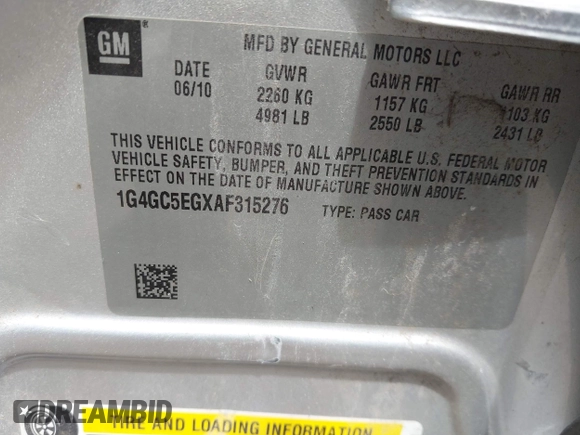 GM
MFD BY GENERAL MOTORS LLC
DATE GVWR GAWR FRT GAWR RR
06/10 2260 KG 1157 KG 1103 KG
4981 LB 2550 LB 2431 LB
THIS VEHICLE CONFORMS TO ALL APPLICABLE U.S. FEDERAL MOTOR
VEHICLE SAFETY, BUMPER, AND THEFT PREVENTION STANDARDS IN
EFFECT ON THE DATE OF MANUFACTURE SHOWN ABOVE.
1G4GC5EGXAF315276 TYPE: PASS CAR
TIRE AND LOADING INFORMATION
DREAMBID